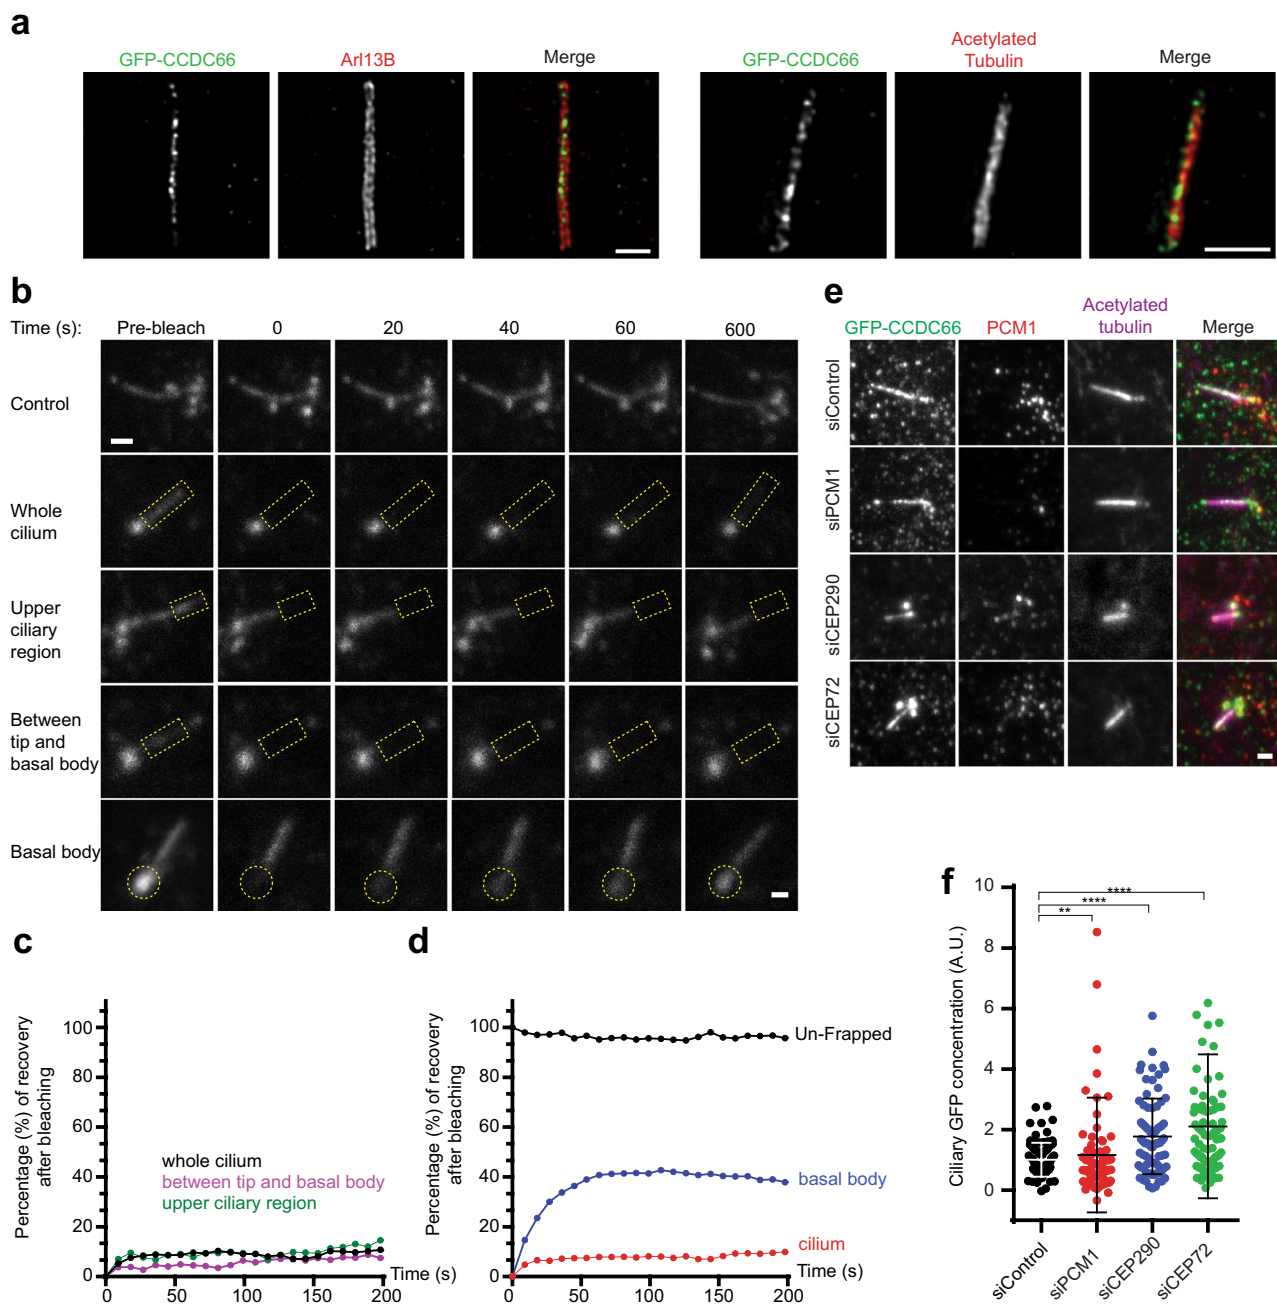 a
GFP-CCDC66
Arl13B
Merge
GFP-CCDC66
Acetylated
Tubulin
Merge
b
Time (s):
Pre-bleach
0
20
40
60
600
Control
Whole
cilium
Upper
ciliary
region
Between
tip and
basal body
Basal body
e
GFP-CCDC66
PCM1
Acetylated
tubulin
Merge
siControl
siPCM1
siCEP290
siCEP72
c
Percentage (%) of recovery
after bleaching
100
80
60
40
20
0
whole cilium
between tip and basal body
upper ciliary region
Time (s)
0
50
100
150
200
d
Percentage (%) of recovery
after bleaching
100
80
60
40
20
0
Un-Frapped
basal body
cilium
Time (s)
0
50
100
150
200
f
Ciliary GFP concentration (A.U.)
10
8
6
4
2
0
****
****
**
siControl
siPCM1
siCEP290
siCEP72